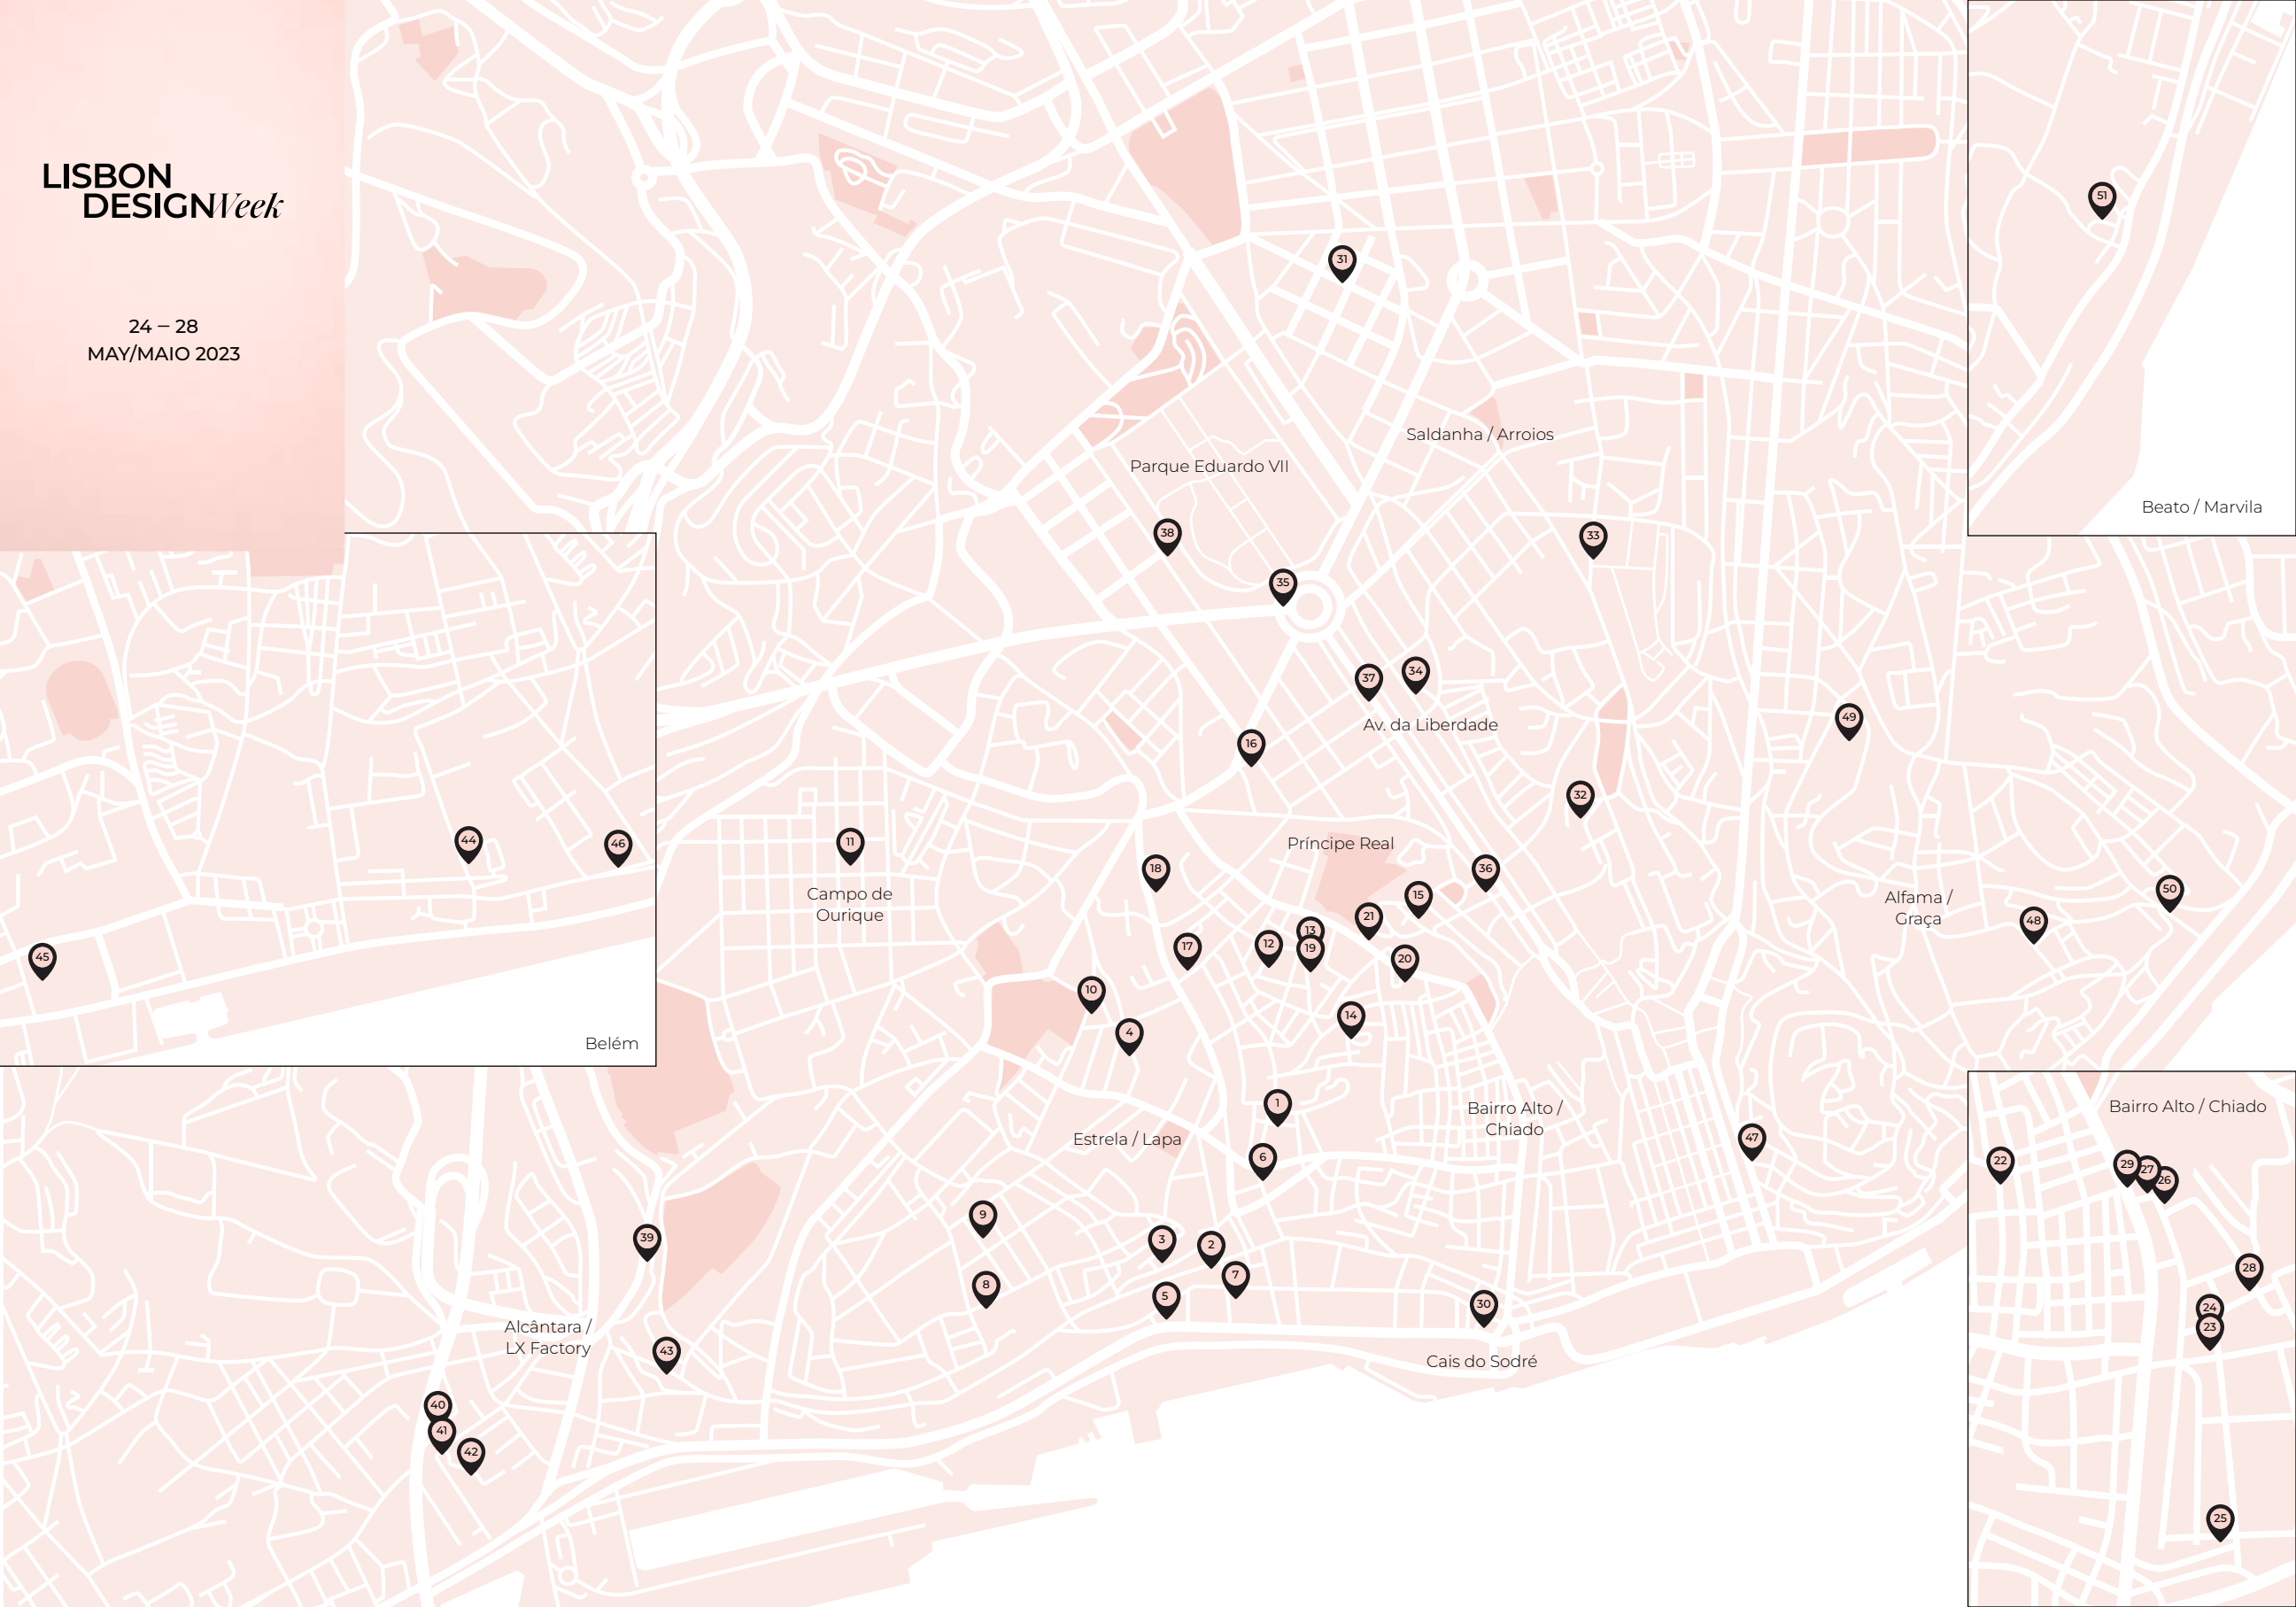 LISBON
DESIGNWeek
24 – 28
MAY/MAIO 2023
51
Beato / Marvila
31
Saldanha / Arroios
Parque Eduardo VII
38
33
35
37
34
Av. da Liberdade
16
49
32
44
46
45
Belém
11
Campo de
Ourique
18
Príncipe Real
36
15
21
13
12
19
17
20
10
14
4
Alfama /
Graça
50
48
1
Bairro Alto /
Chiado
Estrela / Lapa
6
47
9
3
2
7
8
5
30
Cais do Sodré
39
Alcântara /
LX Factory
43
40
41
42
Bairro Alto / Chiado
22
29
27
26
28
24
23
25